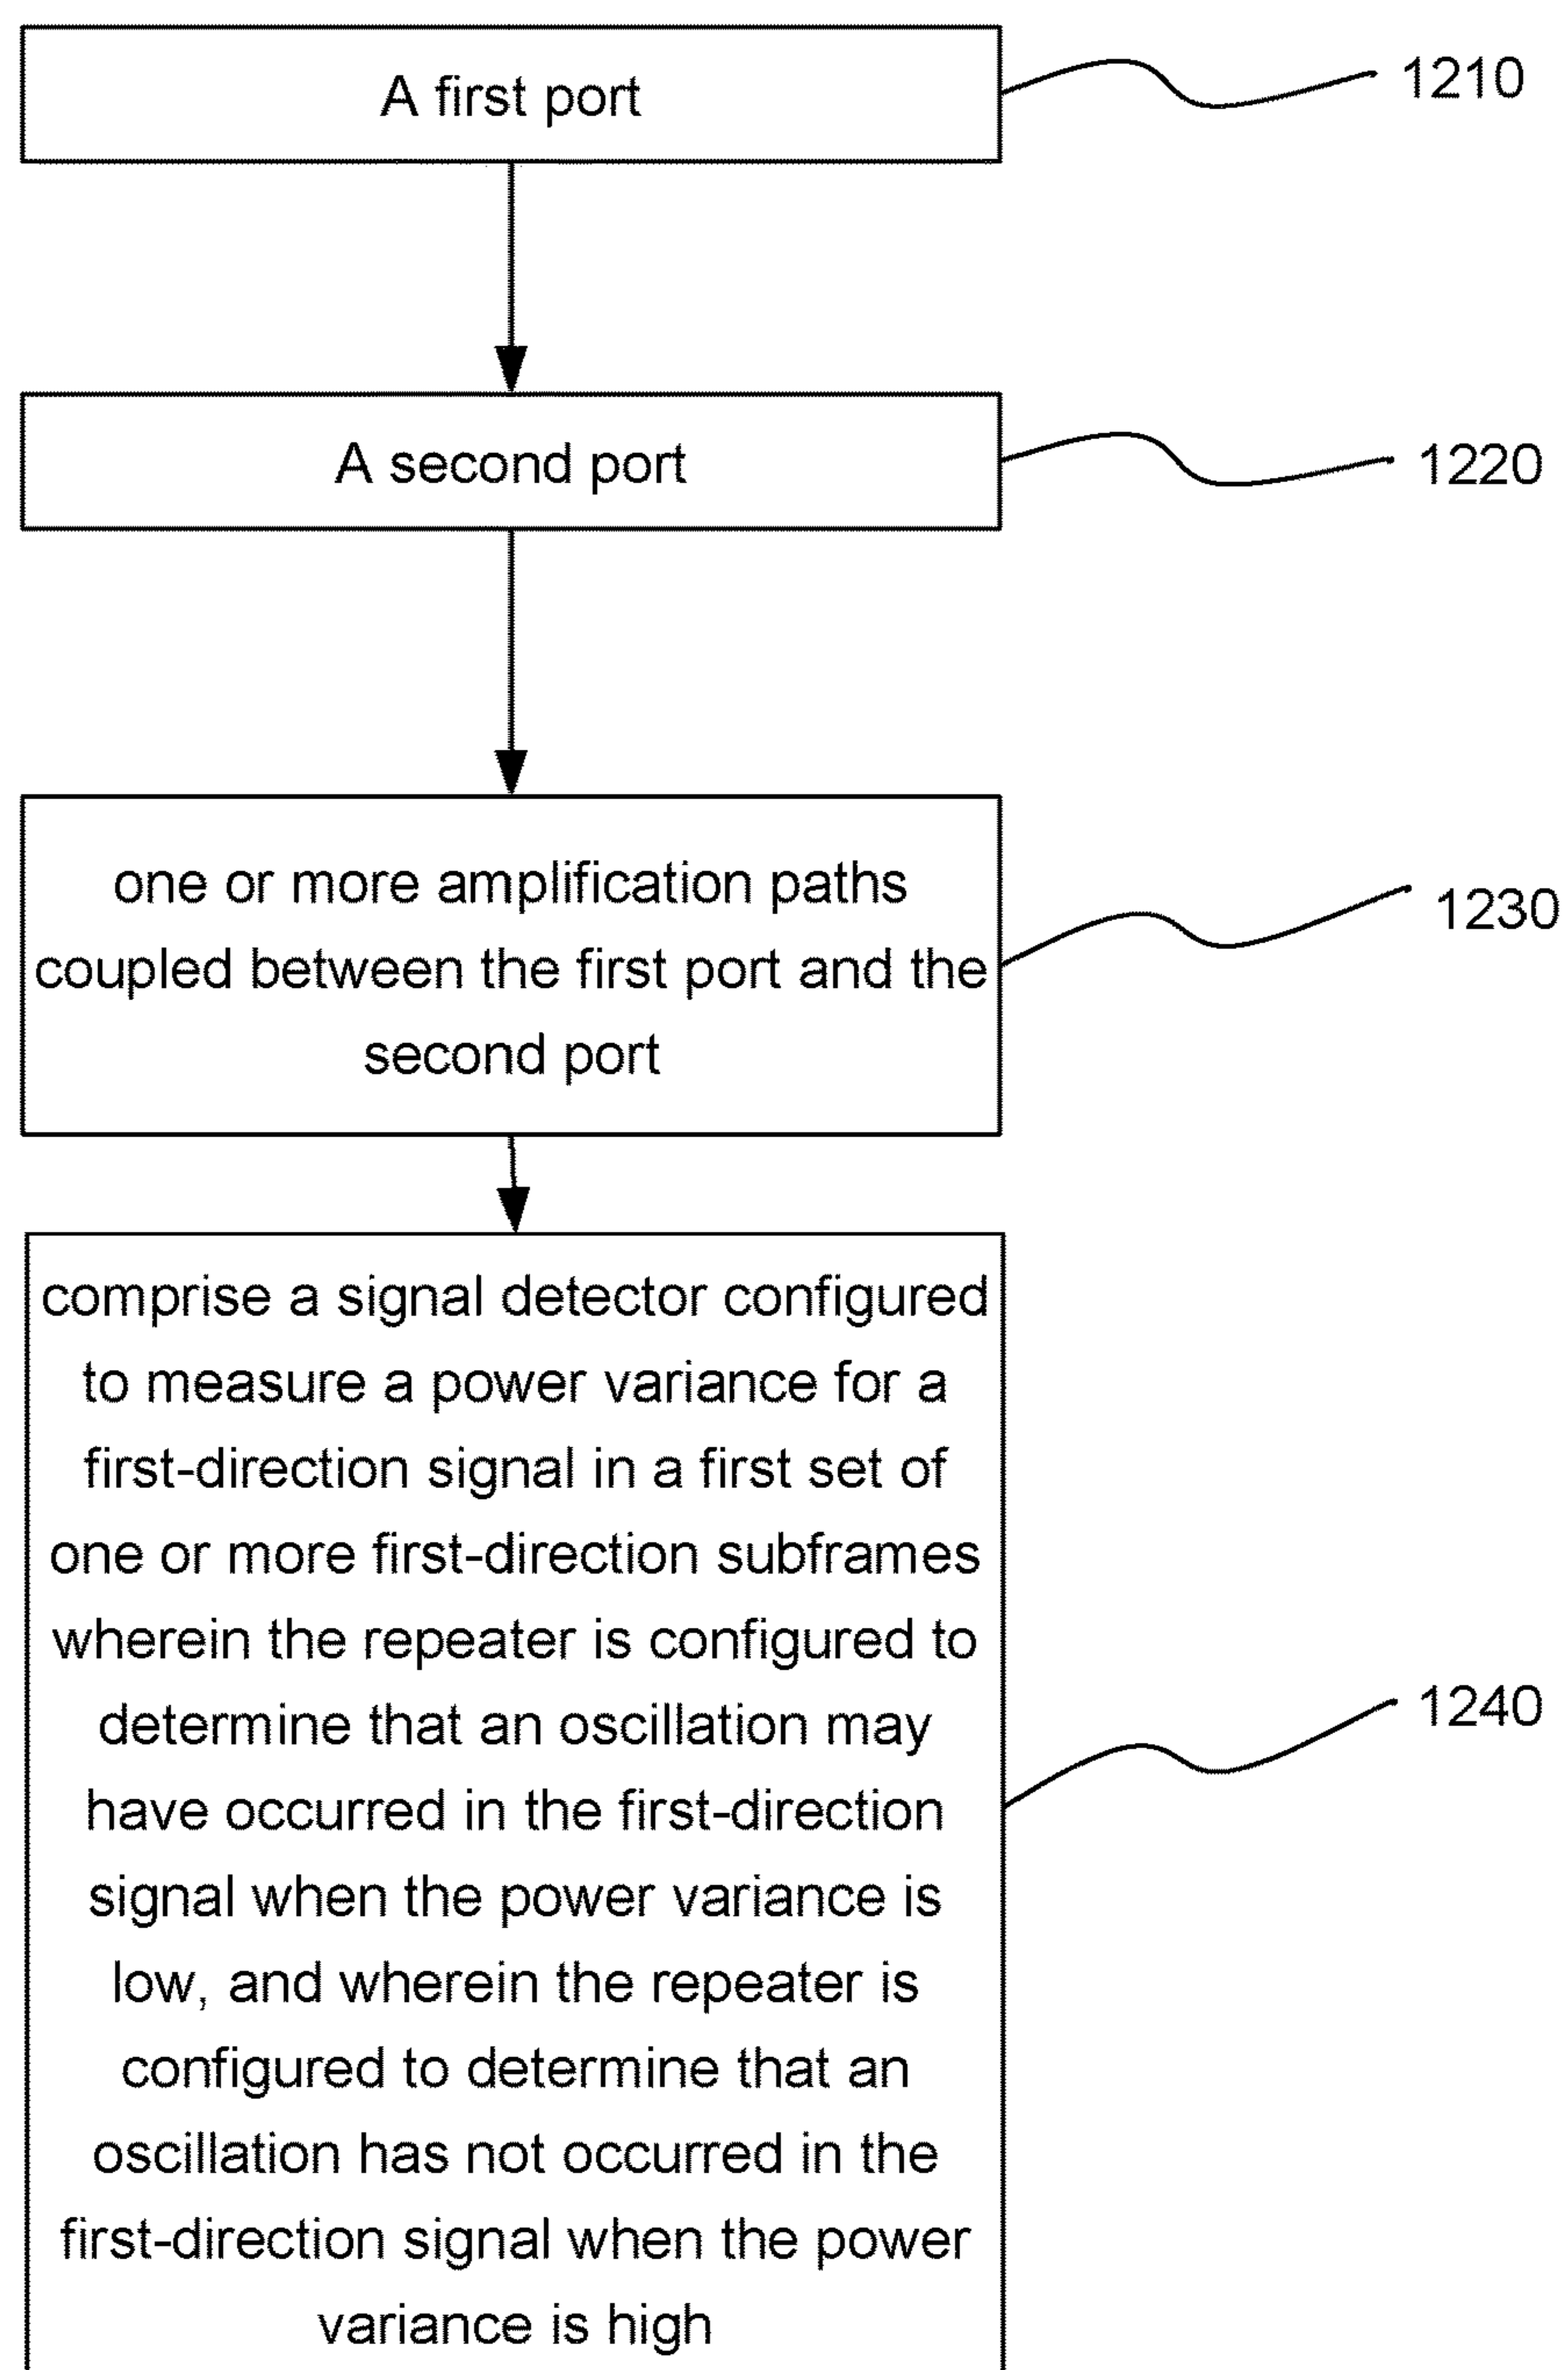 A first port
1210
A second port
1220
one or more amplification paths
coupled between the first port and the
second port
1230
comprise a signal detector configured
to measure a power variance for a
first-direction signal in a first set of
one or more first-direction subframes
wherein the repeater is configured to
determine that an oscillation may
have occurred in the first-direction
signal when the power variance is
low, and wherein the repeater is
configured to determine that an
oscillation has not occurred in the
first-direction signal when the power
variance is high
1240